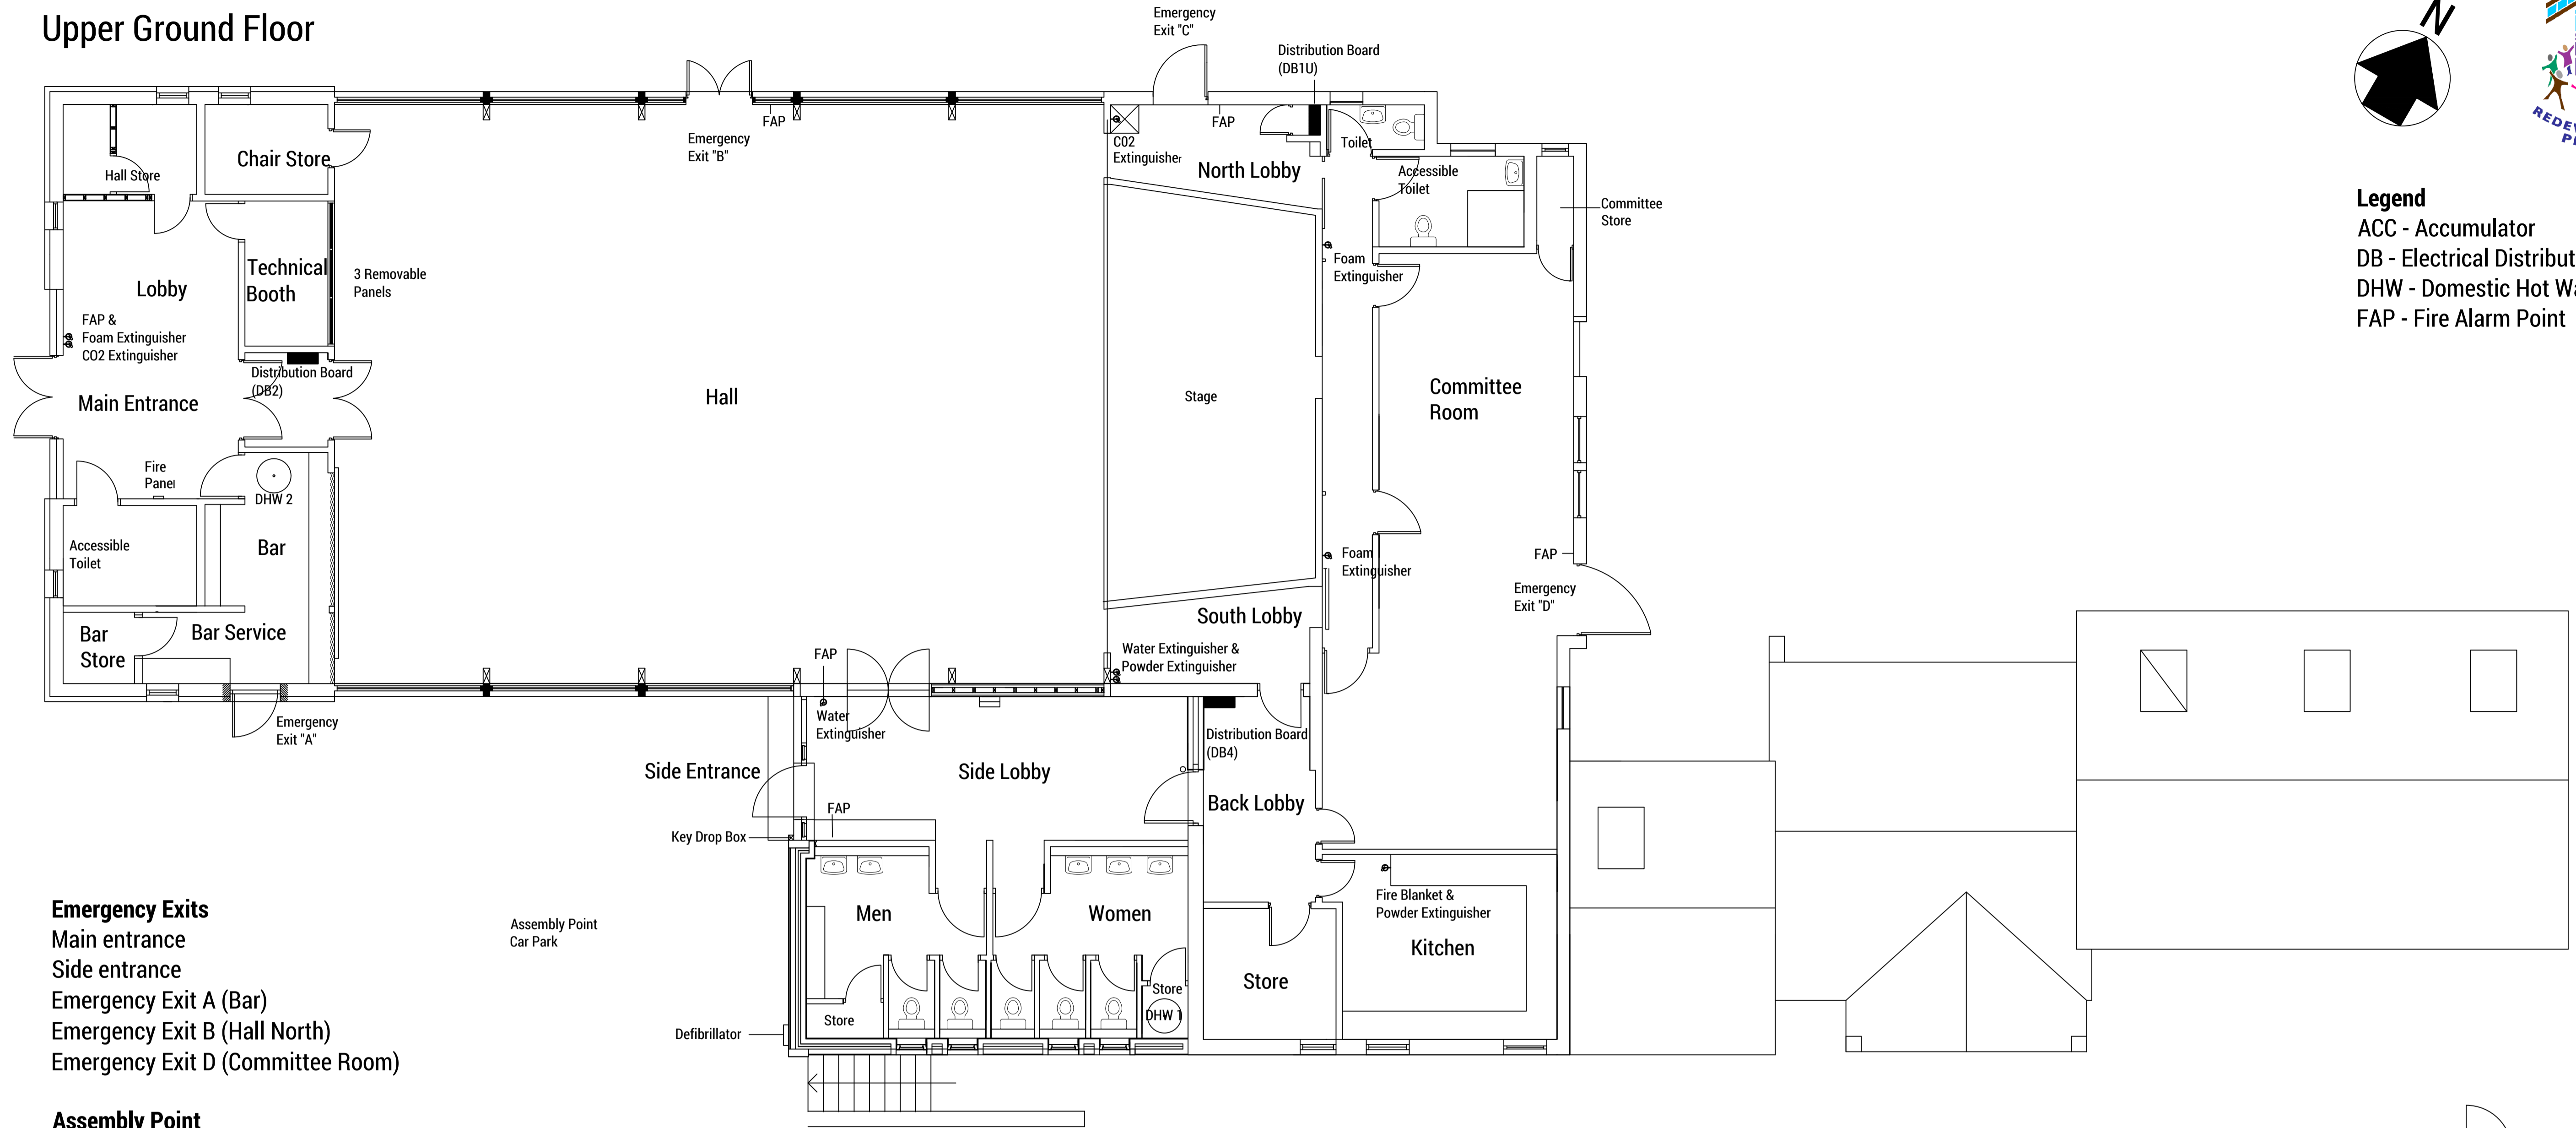 Upper Ground Floor
Emergency
Exit "C"
Distribution Board
(DB1U)
N
FAP
Emergency
Exit "B"
C02
Extinguisher
FAP
North Lobby
Toilet
Accessible
Toilet
Committee
Store
Chair Store
Hall Store
Technical
Booth
3 Removable
Panels
Lobby
FAP &
Foam Extinguisher
CO2 Extinguisher
Distribution Board
(DB2)
Main Entrance
Hall
Stage
Foam
Extinguisher
Committee
Room
Legend
ACC - Accumulator
DB - Electrical Distribut
DHW - Domestic Hot Wa
FAP - Fire Alarm Point
Fire
Panel
DHW 2
Accessible
Toilet
Bar
Foam
Extinguisher
FAP
Emergency
Exit "D"
Bar
Store
Bar Service
South Lobby
Water Extinguisher &
Powder Extinguisher
FAP
Emergency
Exit "A"
Water
Extinguisher
Distribution Board
(DB4)
Side Entrance
Side Lobby
Back Lobby
FAP
Key Drop Box
Fire Blanket &
Powder Extinguisher
Men
Women
Kitchen
Store
Assembly Point
Car Park
Store
DHW 1
Store
Defibrillator
Emergency Exits
Main entrance
Side entrance
Emergency Exit A (Bar)
Emergency Exit B (Hall North)
Emergency Exit D (Committee Room)
Assembly Point